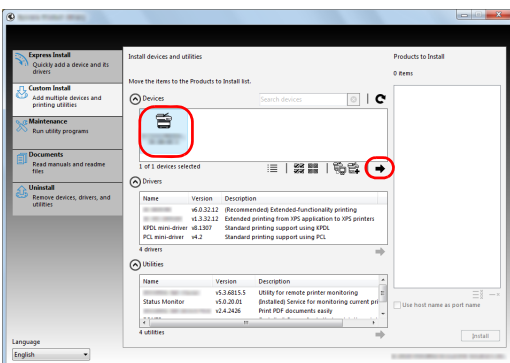 Express Install
Quickly add a device and its
drivers
Custom Install
Add multiple devices and
printing utilities
Maintenance
Run utility programs
Documents
Read manuals and readme
files
Uninstall
Remove devices, drivers, and
utilities
Language
English
Install devices and utilities
Move the items to the Products to Install list.
Devices
Search devices
1 of 1 devices selected
Drivers
Name Version Description
v6.0.32.12 (Recommended) Extended-functionality printing
v1.3.32.12 Extended printing from XPS application to XPS printers
KPDL mini-driver v8.1307 Standard printing support using KPDL
PCL mini-driver v4.2 Standard printing support using PCL
4 drivers
Utilities
Name Version Description
v5.3.6815.5 Utility for remote printer monitoring
Status Monitor v5.0.20.01 (Installed) Service for monitoring current pri
v2.4.2426 Print PDF documents easily
4 utilities
Products to Install
0 items
Use host name as port name
Install